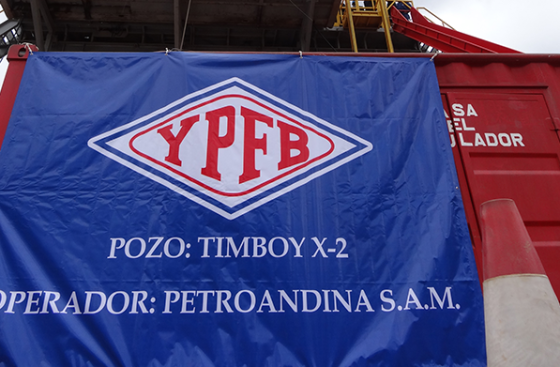 YPFB
POZO: TIMBOY X-2
OPERADOR: PETROANDINA S.A.M.
SA
EL
LADOR